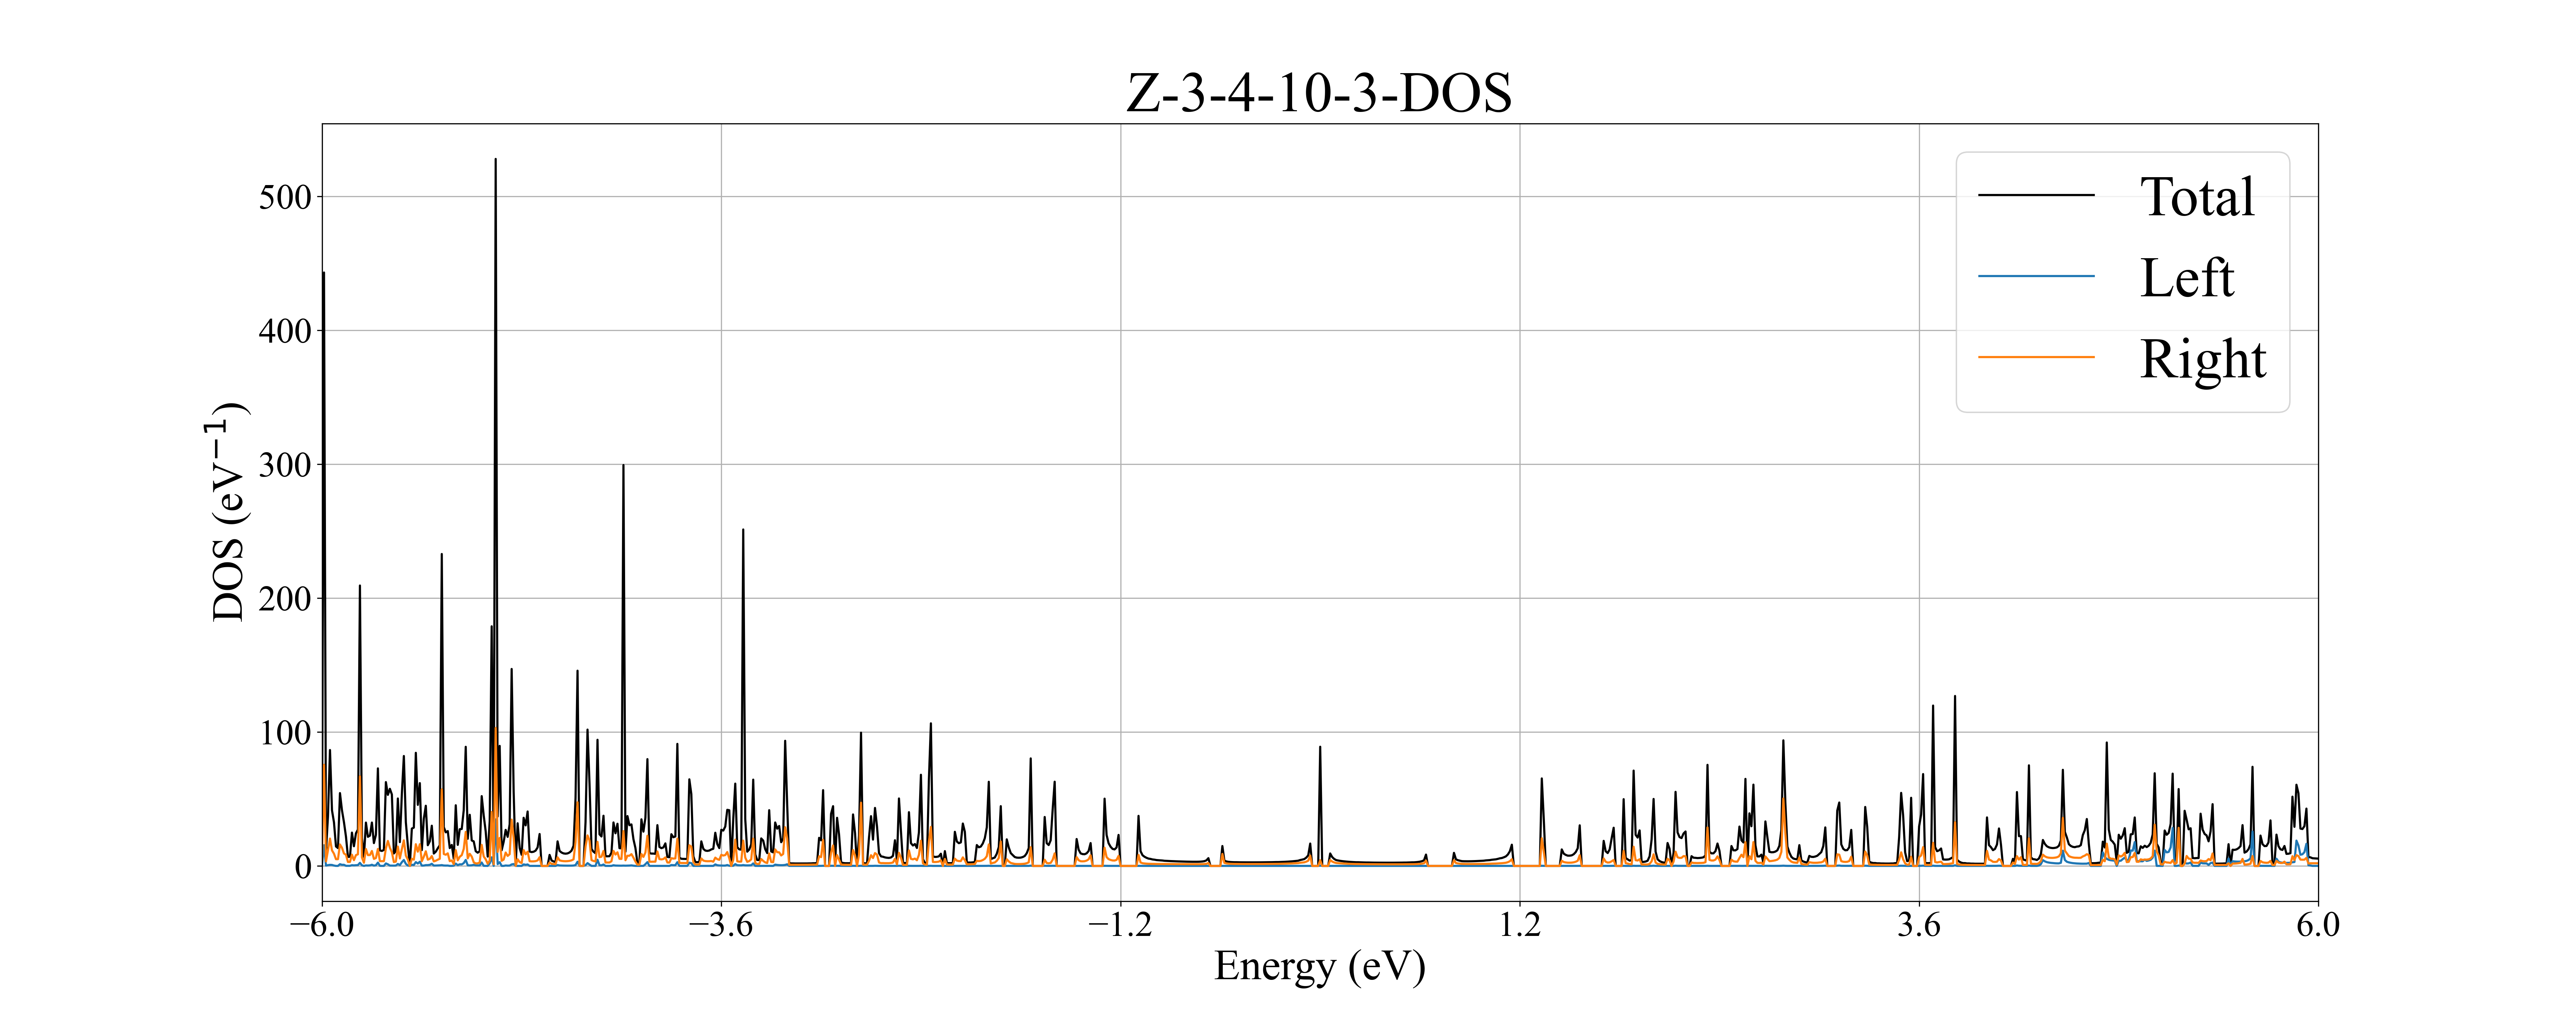 Z-3-4-10-3-DOS
DOS (eV⁻¹)
500
400
300
200
100
0
Total
Left
Right
−6.0 −3.6 −1.2 1.2 3.6 6.0
Energy (eV)